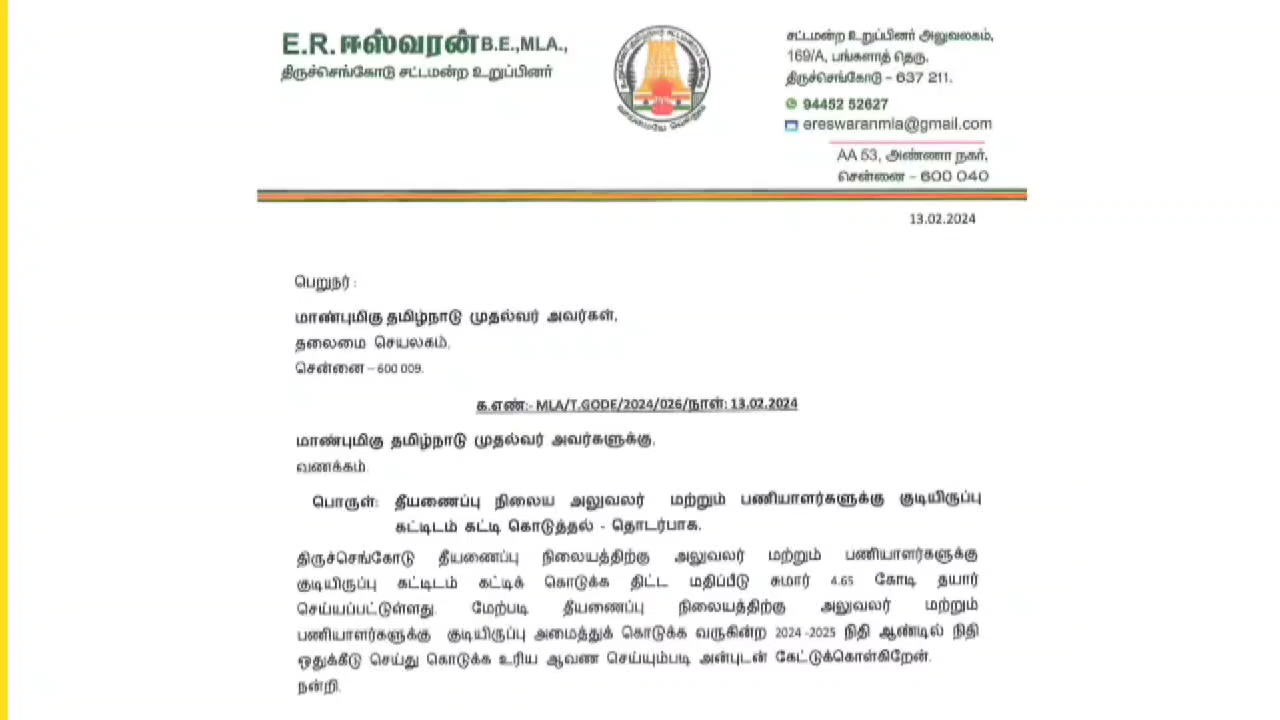 E.R. ஈஸ்வரன் B.E.,MLA.,
திருச்செங்கோடு சட்டமன்ற உறுப்பினர்
சட்டமன்ற உறுப்பினர் அலுவலகம்,
169/A, பங்களாத் தெரு,
திருச்செங்கோடு – 637 211.
94452 52627
ereswaranmla@gmail.com
AA 53, அண்ணா நகர்,
சென்னை – 600 040
13.02.2024
பெறுநர் :
மாண்புமிகு தமிழ்நாடு முதல்வர் அவர்கள்,
தலைமை செயலகம்,
சென்னை – 600 009.
க.எண்:- MLA/T.GODE/2024/026/நாள்: 13.02.2024
மாண்புமிகு தமிழ்நாடு முதல்வர் அவர்களுக்கு,
வணக்கம்.
பொருள்: தீயணைப்பு நிலைய அலுவலர் மற்றும் பணியாளர்களுக்கு குடியிருப்பு
கட்டிடம் கட்டி கொடுத்தல் - தொடர்பாக.
திருச்செங்கோடு தீயணைப்பு நிலையத்திற்கு அலுவலர் மற்றும் பணியாளர்களுக்கு
குடியிருப்பு கட்டிடம் கட்டிக் கொடுக்க திட்ட மதிப்பீடு சுமார் 4.65 கோடி தயார்
செய்யப்பட்டுள்ளது. மேற்படி தீயணைப்பு நிலையத்திற்கு அலுவலர் மற்றும்
பணியாளர்களுக்கு குடியிருப்பு அமைத்துக் கொடுக்க வருகின்ற 2024 -2025 நிதி ஆண்டில் நிதி
ஒதுக்கீடு செய்து கொடுக்க உரிய ஆவண செய்யும்படி அன்புடன் கேட்டுக்கொள்கிறேன்.
நன்றி.